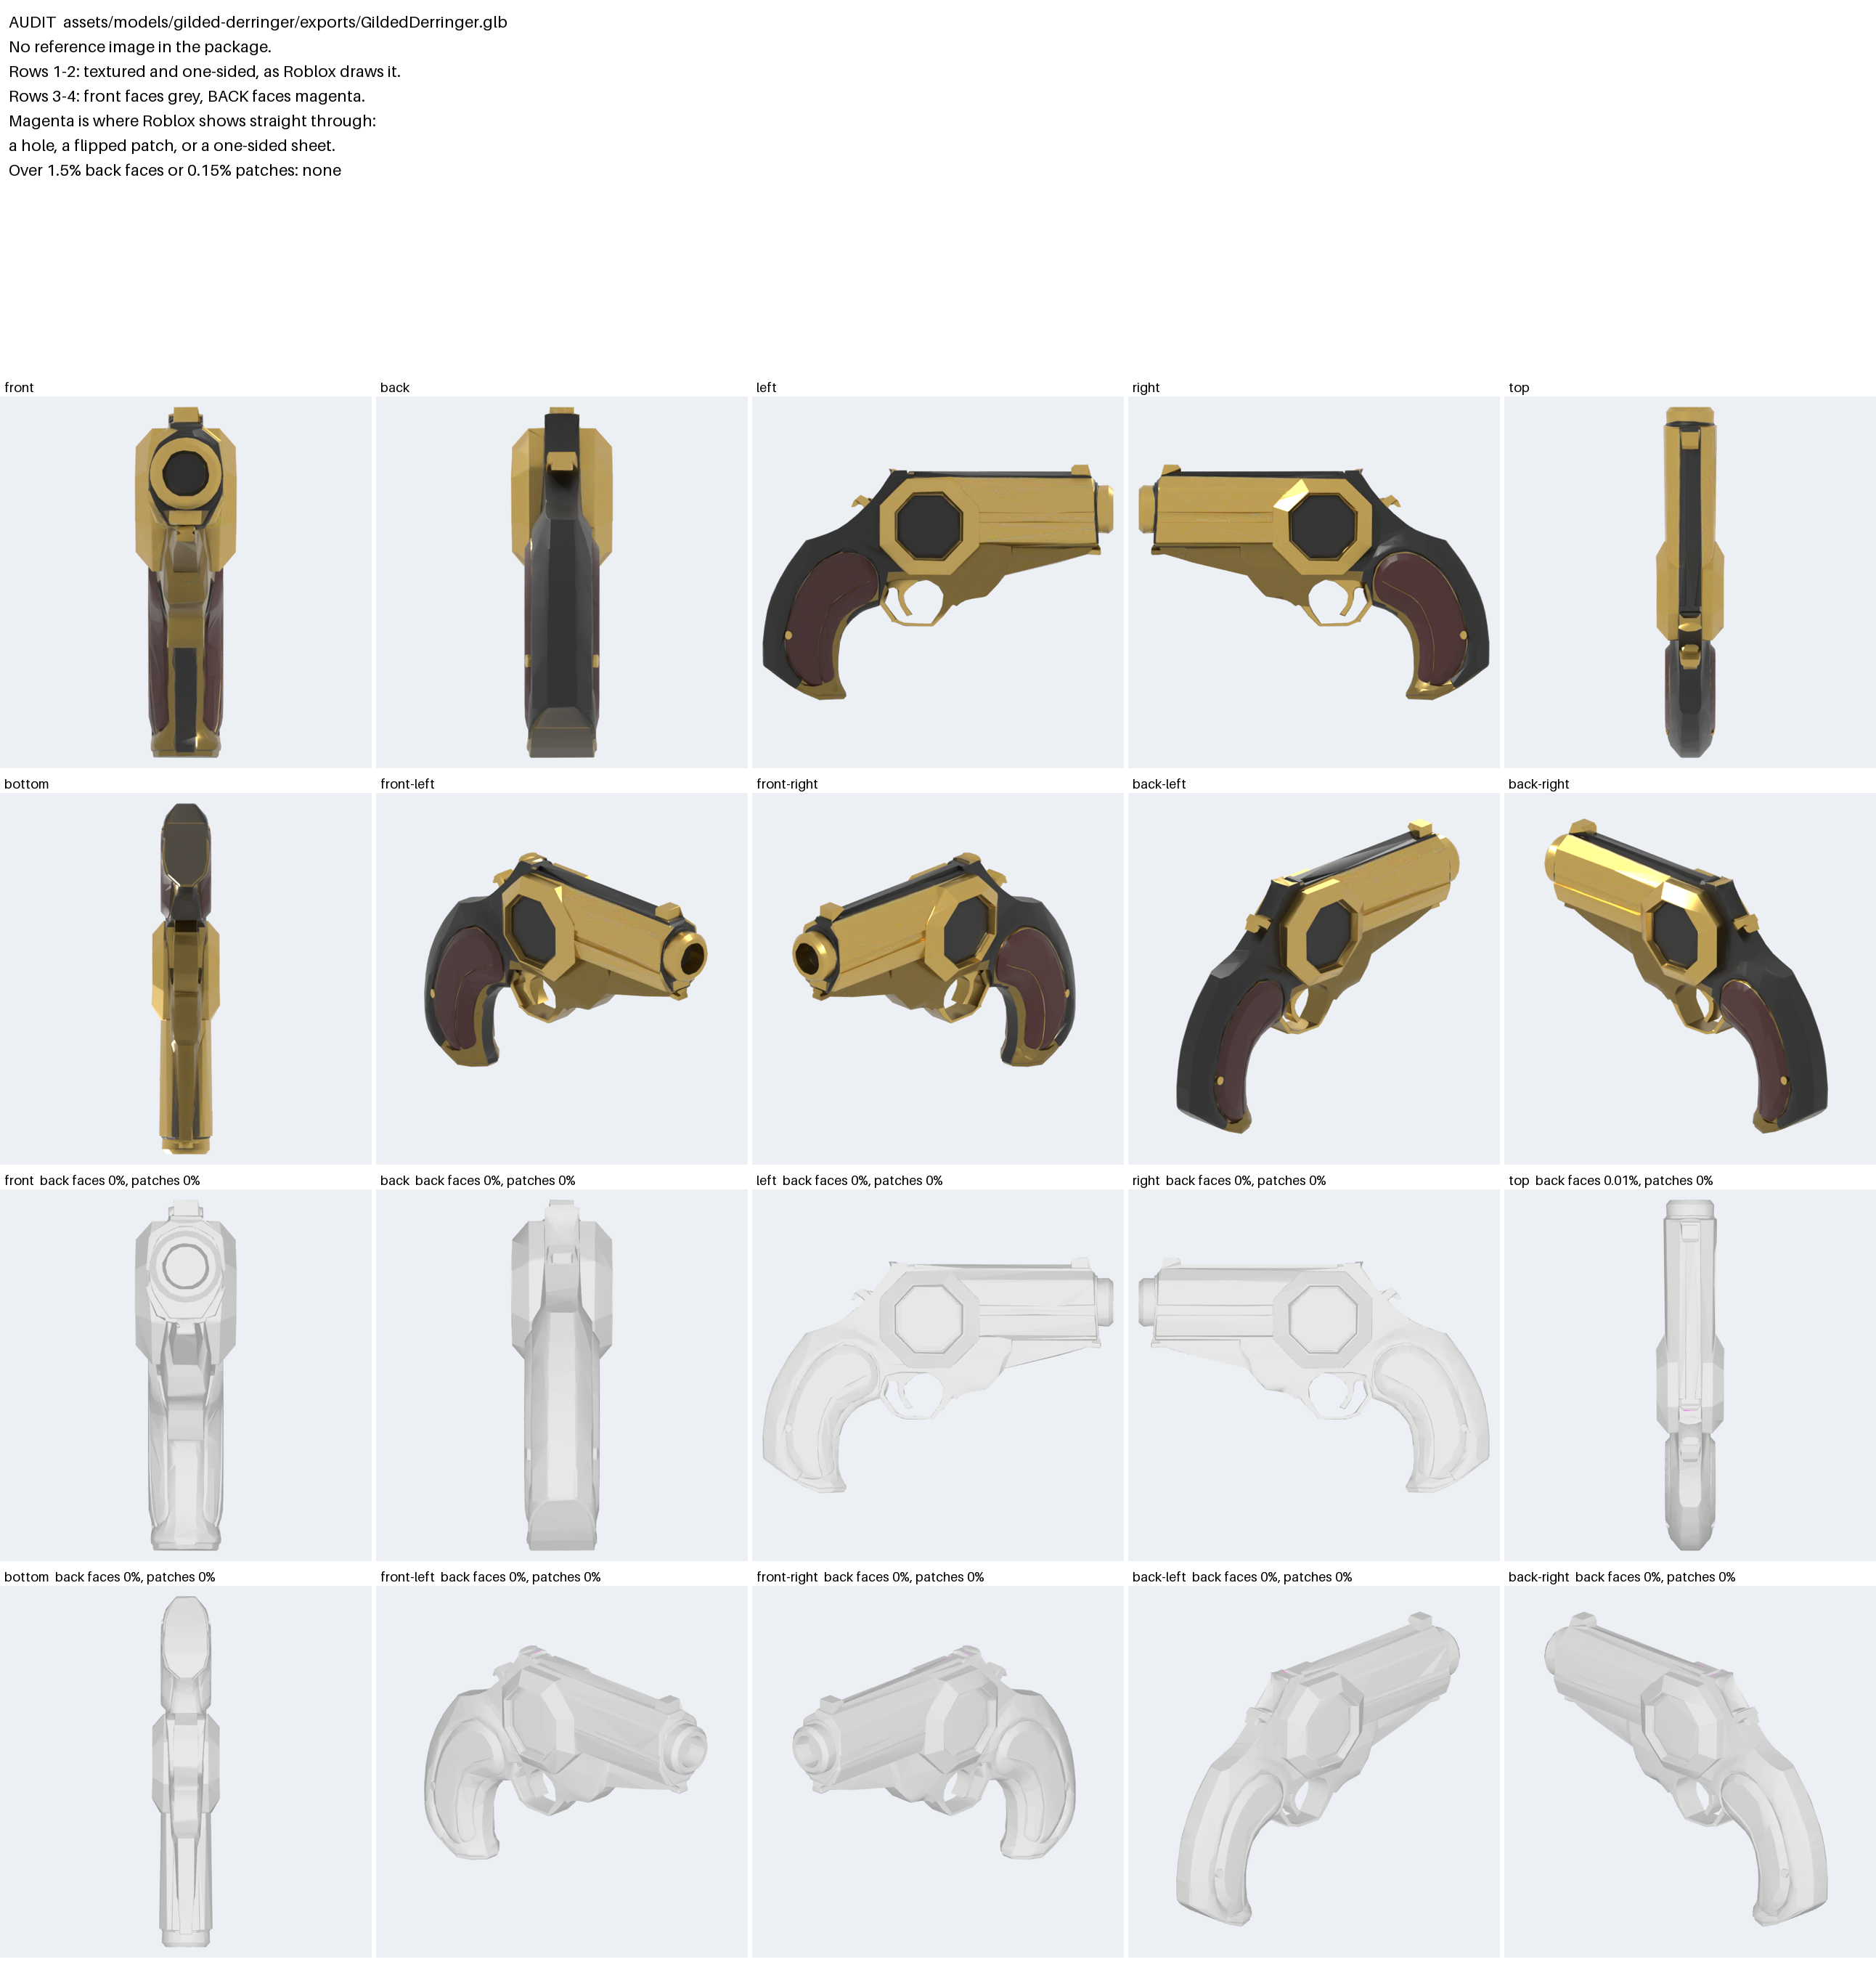 AUDIT  assets/models/gilded-derringer/exports/GildedDerringer.glb
No reference image in the package.
Rows 1-2: textured and one-sided, as Roblox draws it.
Rows 3-4: front faces grey, BACK faces magenta.
Magenta is where Roblox shows straight through:
a hole, a flipped patch, or a one-sided sheet.
Over 1.5% back faces or 0.15% patches: none
front
back
left
right
top
bottom
front-left
front-right
back-left
back-right
front  back faces 0%, patches 0%
back  back faces 0%, patches 0%
left  back faces 0%, patches 0%
right  back faces 0%, patches 0%
top  back faces 0.01%, patches 0%
bottom  back faces 0%, patches 0%
front-left  back faces 0%, patches 0%
front-right  back faces 0%, patches 0%
back-left  back faces 0%, patches 0%
back-right  back faces 0%, patches 0%